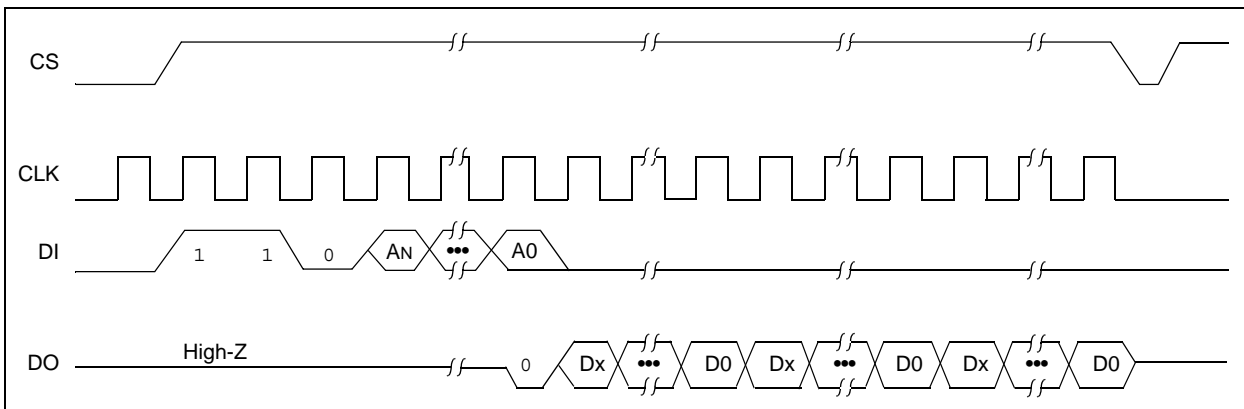 CS
CLK
DI
1 1 0 AN ••• A0
DO
High-Z
0 Dx ••• D0 Dx ••• D0 Dx ••• D0